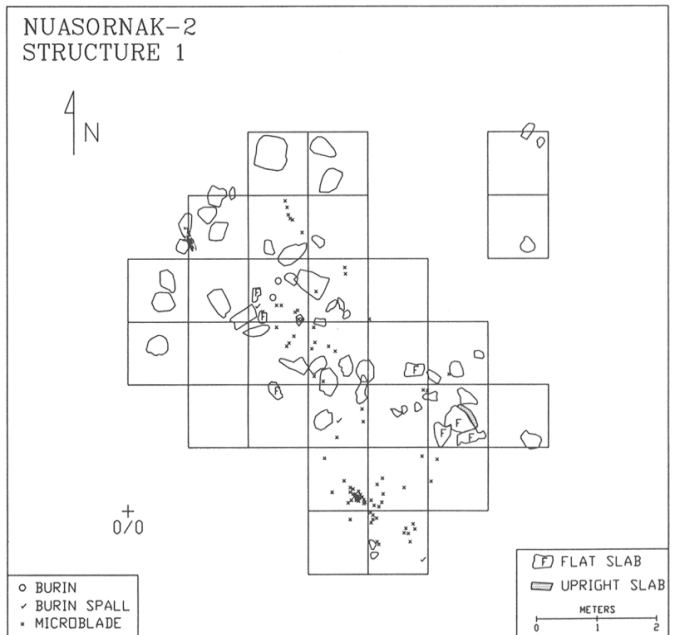 NUASORNAK-2
STRUCTURE 1
N
F
F
F
F
F
F
F
0/0
○ BURIN
✓ BURIN SPALL
× MICROBLADE
F FLAT SLAB
UPRIGHT SLAB
METERS
0 1 2